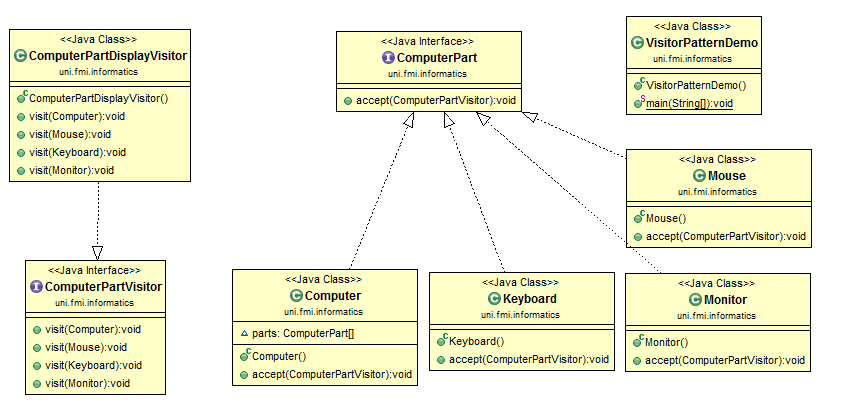 <<Java Class>>
ComputerPartDisplayVisitor
uni.fmi.informatics
ComputerPartDisplayVisitor()
visit(Computer):void
visit(Mouse):void
visit(Keyboard):void
visit(Monitor):void
<<Java Interface>>
ComputerPart
uni.fmi.informatics
accept(ComputerPartVisitor):void
<<Java Class>>
VisitorPatternDemo
uni.fmi.informatics
VisitorPatternDemo()
main(String[]):void
<<Java Class>>
Mouse
uni.fmi.informatics
Mouse()
accept(ComputerPartVisitor):void
<<Java Interface>>
ComputerPartVisitor
uni.fmi.informatics
visit(Computer):void
visit(Mouse):void
visit(Keyboard):void
visit(Monitor):void
<<Java Class>>
Computer
uni.fmi.informatics
parts: ComputerPart[]
Computer()
accept(ComputerPartVisitor):void
<<Java Class>>
Keyboard
uni.fmi.informatics
Keyboard()
accept(ComputerPartVisitor):void
<<Java Class>>
Monitor
uni.fmi.informatics
Monitor()
accept(ComputerPartVisitor):void